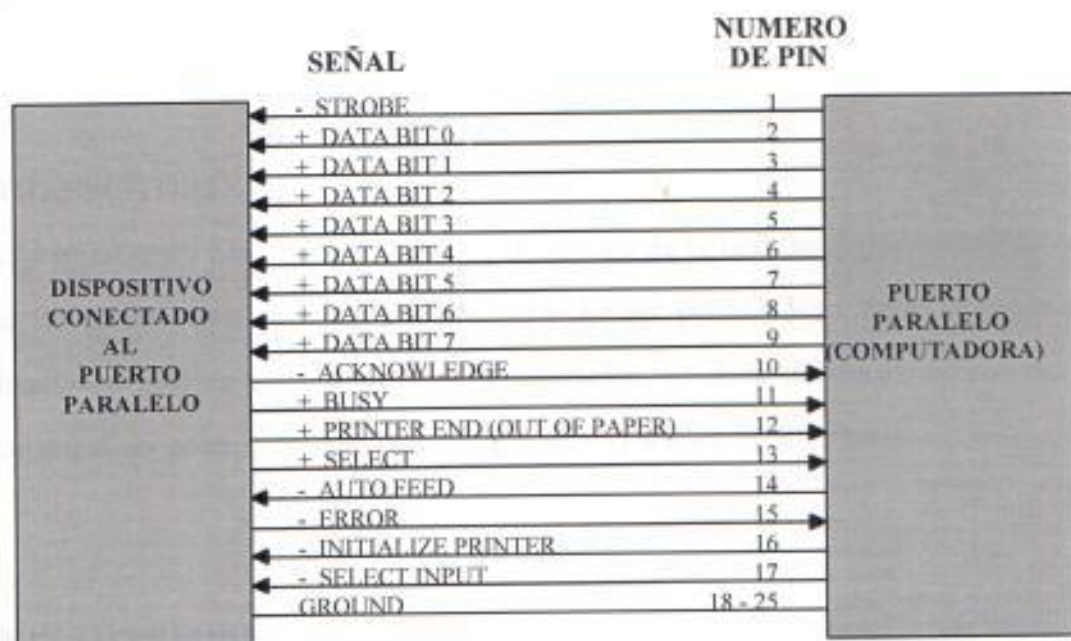 SEÑAL
NUMERO
DE PIN
- STROBE 1
+ DATA BIT 0 2
+ DATA BIT 1 3
+ DATA BIT 2 4
+ DATA BIT 3 5
+ DATA BIT 4 6
+ DATA BIT 5 7
+ DATA BIT 6 8
+ DATA BIT 7 9
- ACKNOWLEDGE 10
+ BUSY 11
+ PRINTER END (OUT OF PAPER) 12
+ SELECT 13
- AUTO FEED 14
- ERROR 15
- INITIALIZE PRINTER 16
- SELECT INPUT 17
GROUND 18 - 25
DISPOSITIVO
CONECTADO
AL
PUERTO
PARALELO
PUERTO
PARALELO
(COMPUTADORA)